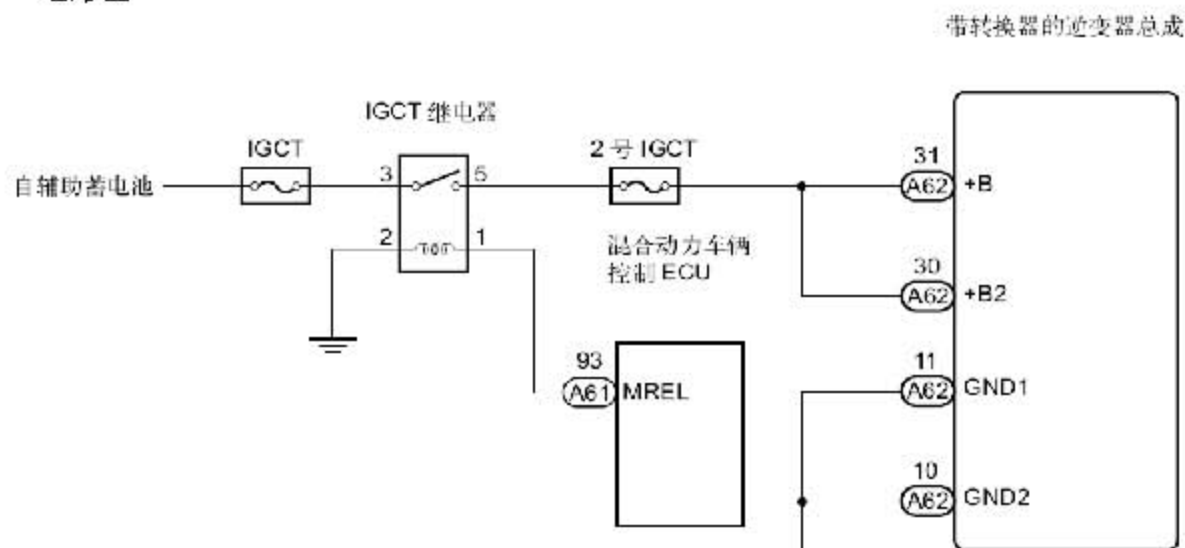 带转换器的逆变器总成
IGCT 继电器
IGCT
2 号 IGCT
自辅助蓄电池
3
5
2
1
31
A62
+B
混合动力车辆
控制 ECU
30
A62
+B2
93
A61
MREL
11
A62
GND1
10
A62
GND2